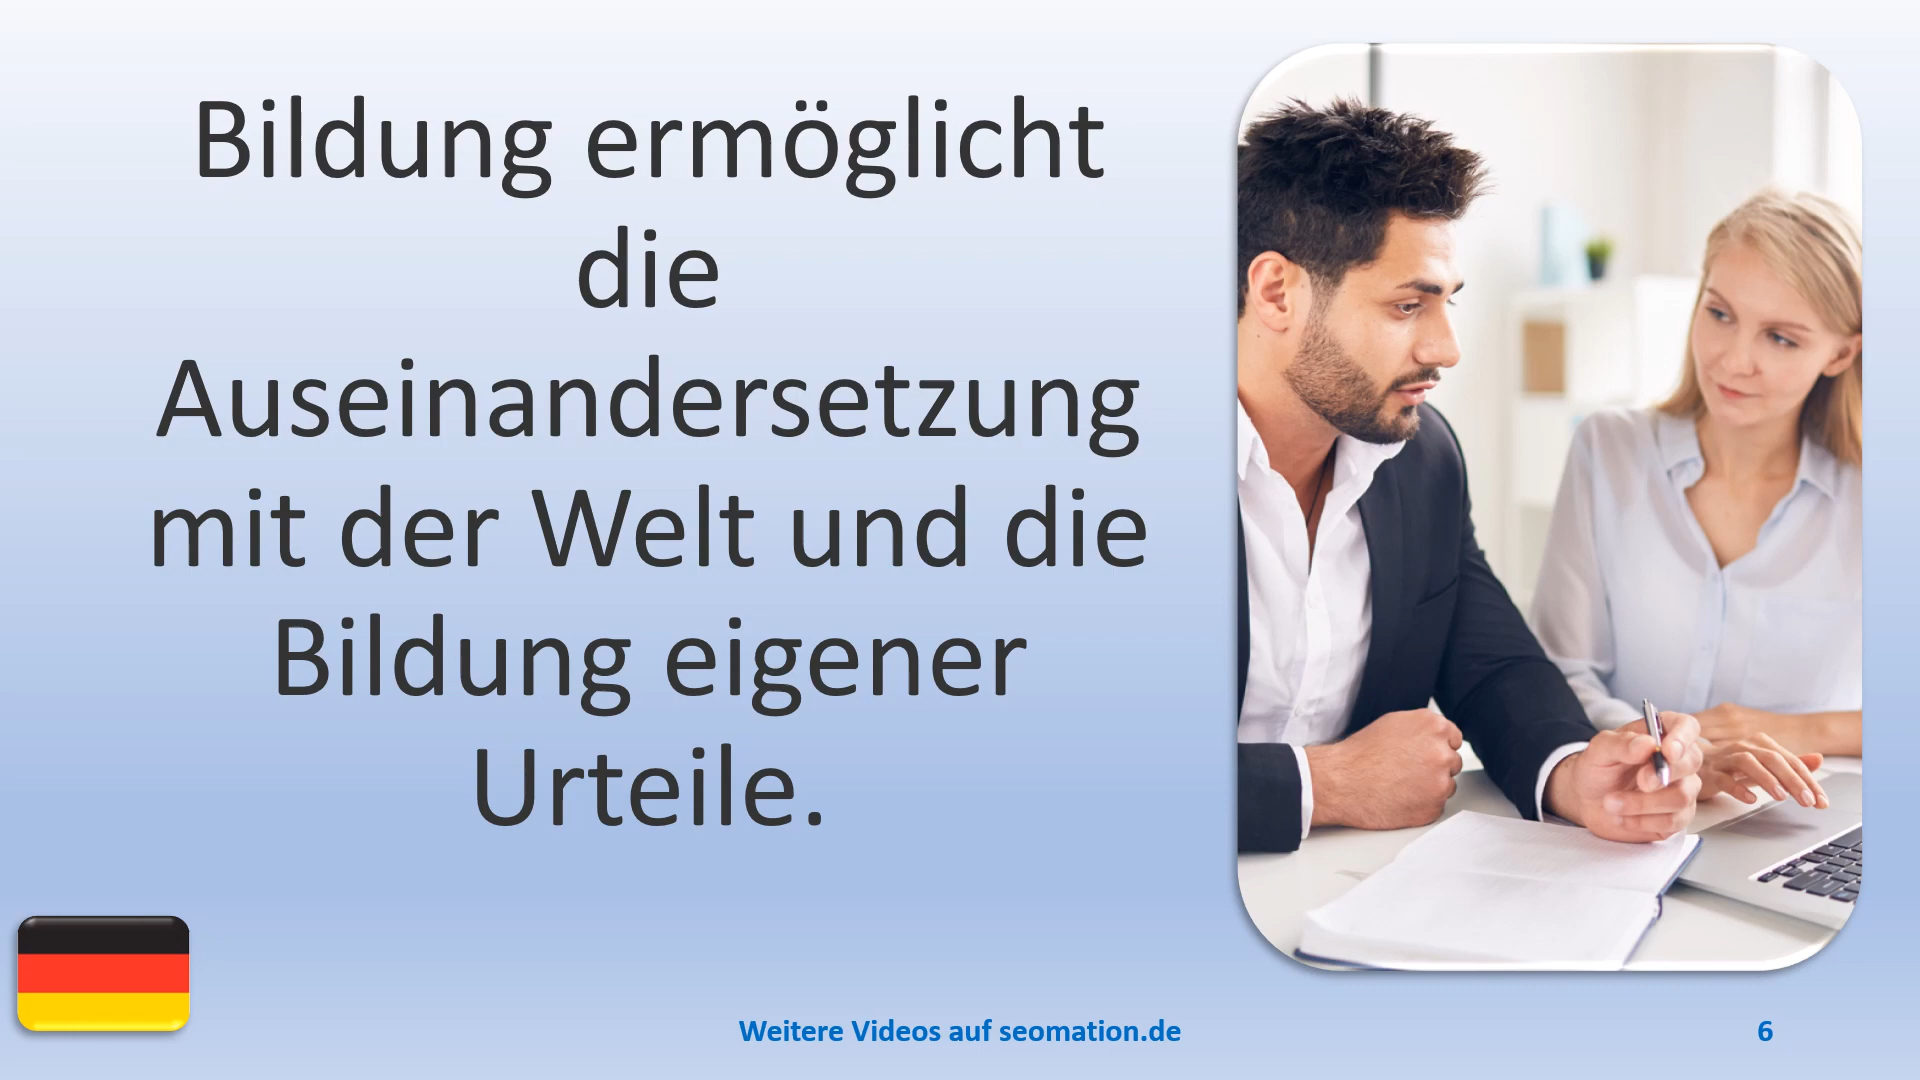 Bildung ermöglicht
die
Auseinandersetzung
mit der Welt und die
Bildung eigener
Urteile.
Weitere Videos auf seomation.de
6